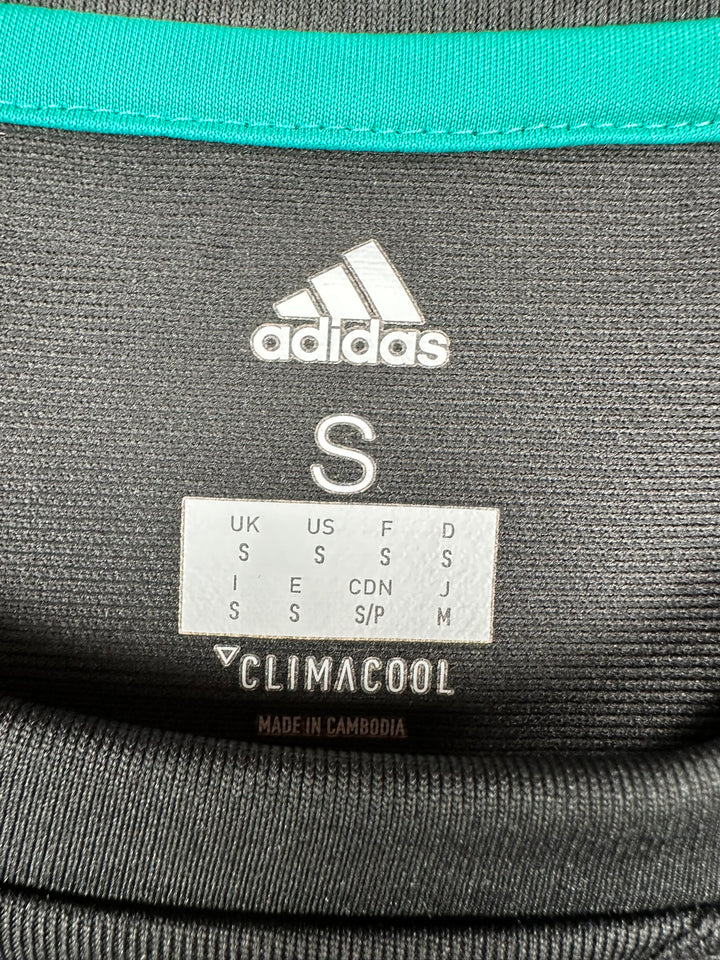 adidas
S
UK US F D
S S S S
I E CDN J
S S S/P M
CLIMACOOL
MADE IN CAMBODIA